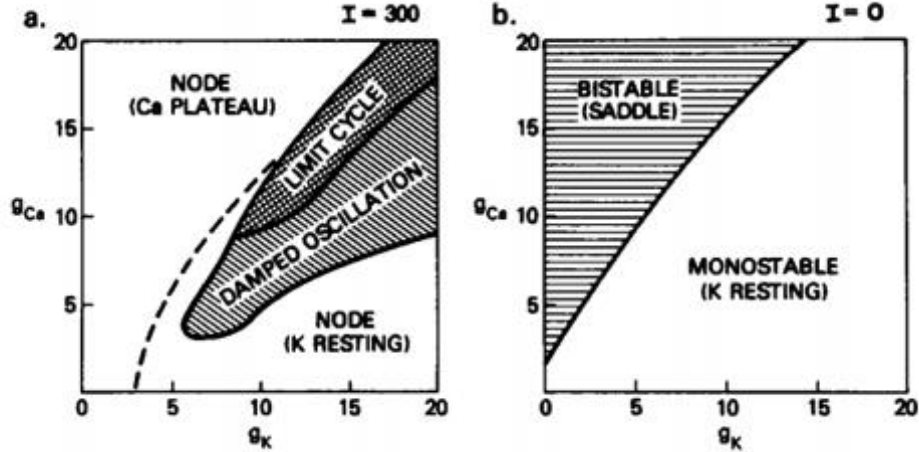 a.
I = 300
20
15
10
5
g_Ca
NODE
(Ca PLATEAU)
LIMIT CYCLE
DAMPED OSCILLATION
NODE
(K RESTING)
0
5
10
15
20
g_K
b.
I = 0
20
15
10
5
g_Ca
BISTABLE
(SADDLE)
MONOSTABLE
(K RESTING)
0
5
10
15
20
g_K